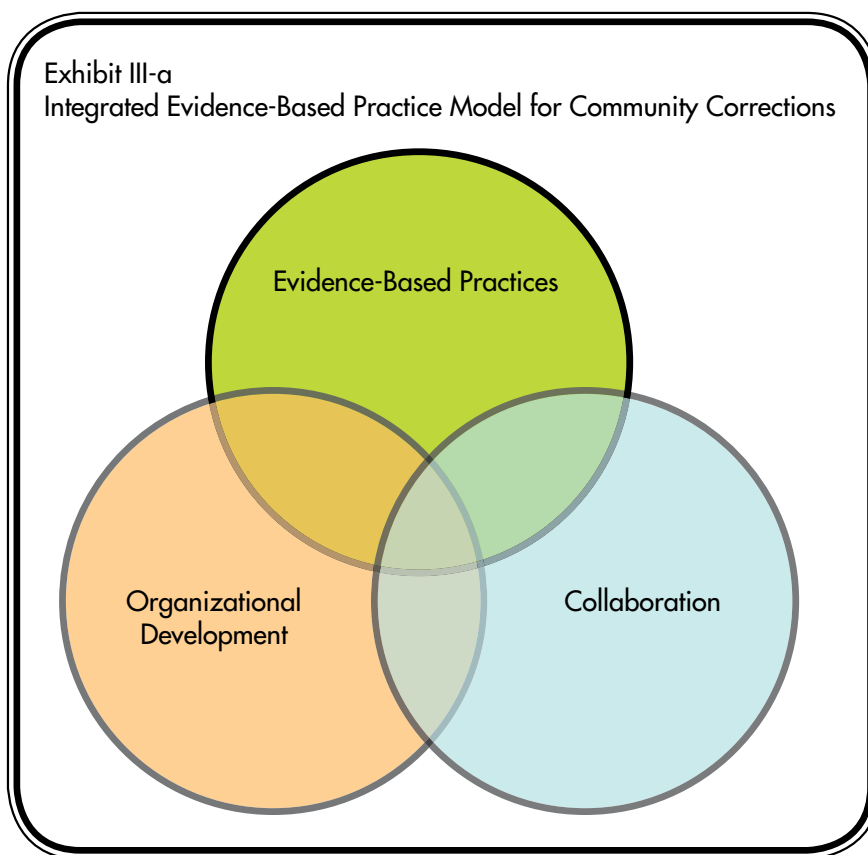 Exhibit III-a
Integrated Evidence-Based Practice Model for Community Corrections
Evidence-Based Practices
Organizational
Development
Collaboration